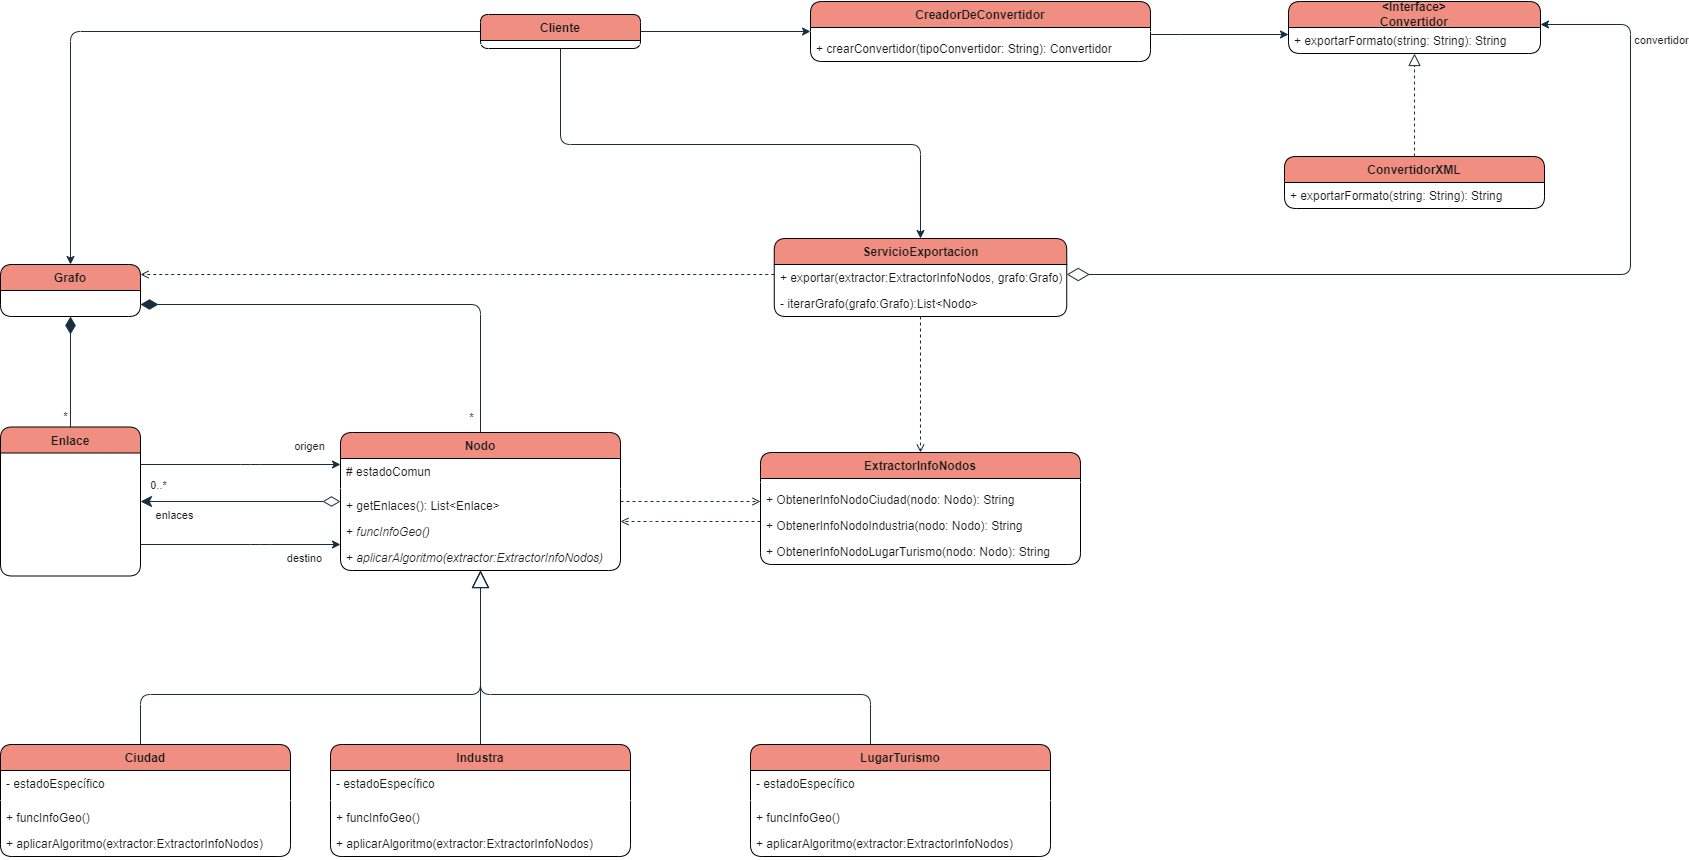 Cliente
CreadorDeConvertidor
+ crearConvertidor(tipoConvertidor: String): Convertidor
<Interface>
Convertidor
+ exportarFormato(string: String): String
convertidor
ConvertidorXML
+ exportarFormato(string: String): String
ServicioExportacion
+ exportar(extractor:ExtractorInfoNodos, grafo:Grafo)
- iterarGrafo(grafo:Grafo):List<Nodo>
Grafo
*
*
Enlace
origen
0..*
enlaces
destino
Nodo
# estadoComun
+ getEnlaces(): List<Enlace>
+ funcInfoGeo()
+ aplicarAlgoritmo(extractor:ExtractorInfoNodos)
ExtractorInfoNodos
+ ObtenerInfoNodoCiudad(nodo: Nodo): String
+ ObtenerInfoNodoIndustria(nodo: Nodo): String
+ ObtenerInfoNodoLugarTurismo(nodo: Nodo): String
Ciudad
- estadoEspecífico
+ funcInfoGeo()
+ aplicarAlgoritmo(extractor:ExtractorInfoNodos)
Industra
- estadoEspecífico
+ funcInfoGeo()
+ aplicarAlgoritmo(extractor:ExtractorInfoNodos)
LugarTurismo
- estadoEspecífico
+ funcInfoGeo()
+ aplicarAlgoritmo(extractor:ExtractorInfoNodos)